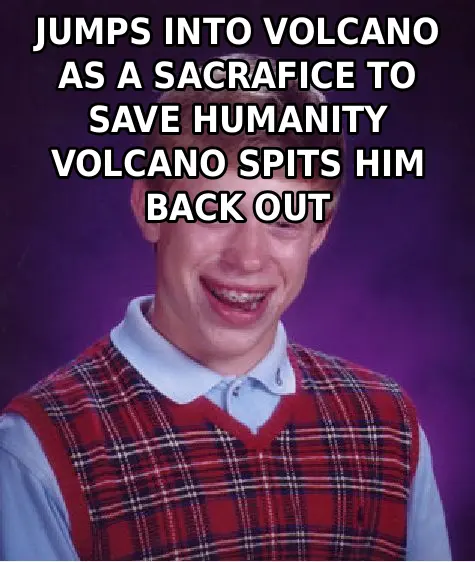 JUMPS INTO VOLCANO
AS A SACRAFICE TO
SAVE HUMANITY
VOLCANO SPITS HIM
BACK OUT